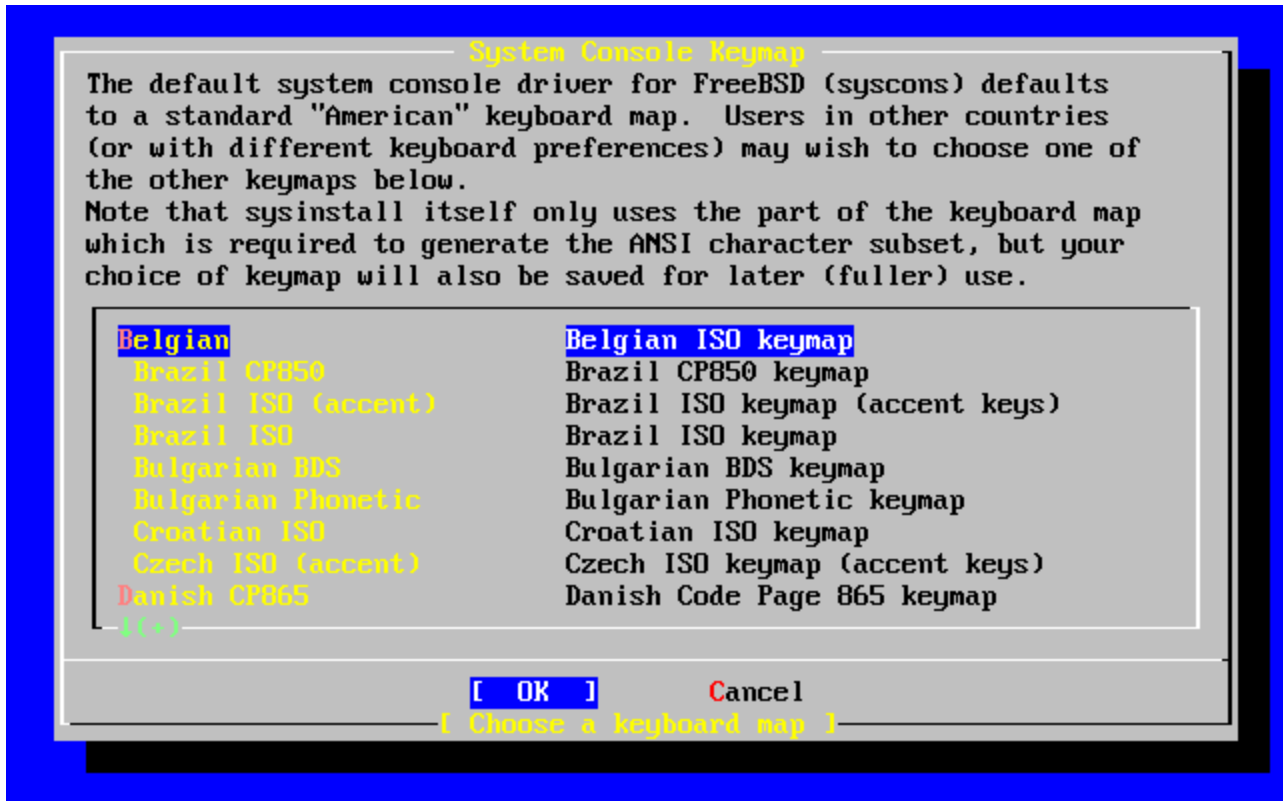 System Console Keymap
The default system console driver for FreeBSD (syscons) defaults
to a standard "American" keyboard map.  Users in other countries
(or with different keyboard preferences) may wish to choose one of
the other keymaps below.
Note that sysinstall itself only uses the part of the keyboard map
which is required to generate the ANSI character subset, but your
choice of keymap will also be saved for later (fuller) use.
Belgian Belgian ISO keymap
Brazil CP850 Brazil CP850 keymap
Brazil ISO (accent) Brazil ISO keymap (accent keys)
Brazil ISO Brazil ISO keymap
Bulgarian BDS Bulgarian BDS keymap
Bulgarian Phonetic Bulgarian Phonetic keymap
Croatian ISO Croatian ISO keymap
Czech ISO (accent) Czech ISO keymap (accent keys)
Danish CP865 Danish Code Page 865 keymap
↓(+)
[ OK ] Cancel
[ Choose a keyboard map ]